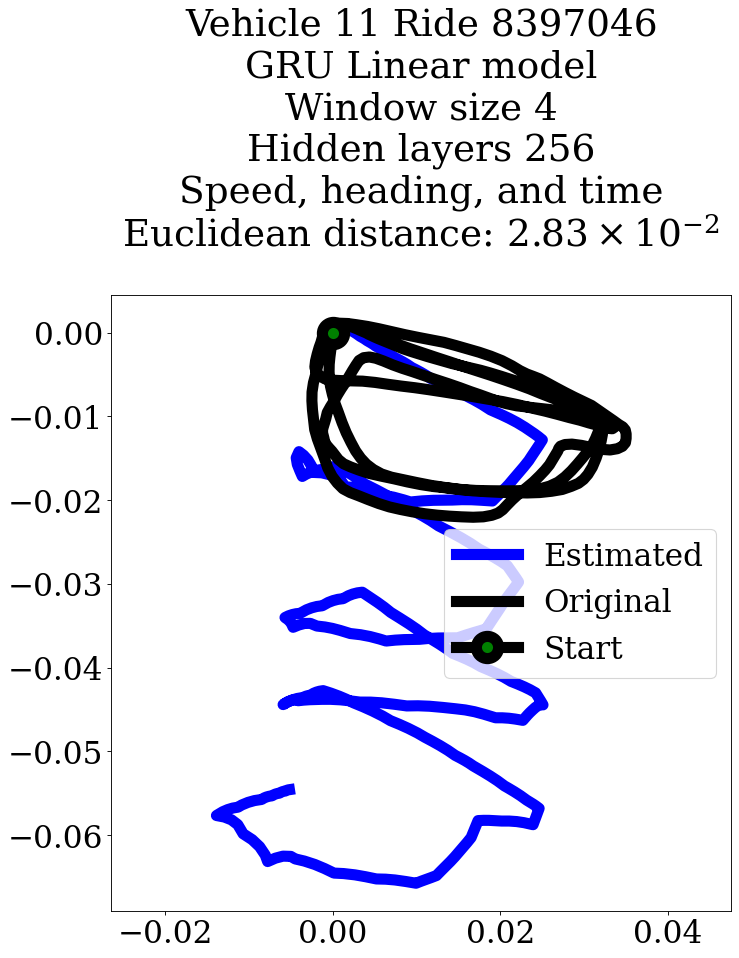 Vehicle 11 Ride 8397046
GRU Linear model
Window size 4
Hidden layers 256
Speed, heading, and time
Euclidean distance: 2.83 × 10⁻²
0.00
−0.01
−0.02
−0.03
−0.04
−0.05
−0.06
Estimated
Original
Start
−0.02 0.00 0.02 0.04